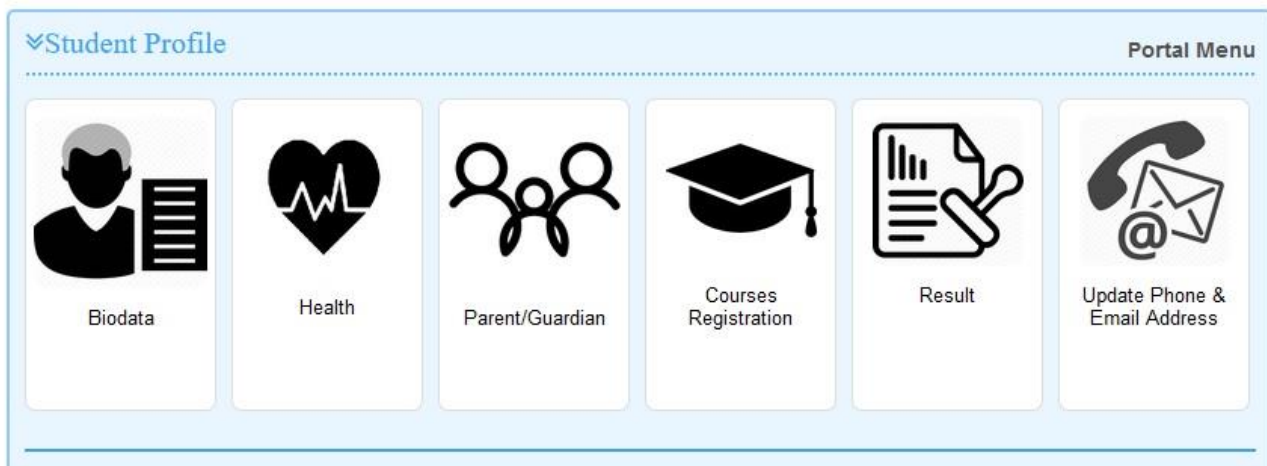 Student Profile
Portal Menu
Biodata
Health
Parent/Guardian
Courses
Registration
Result
Update Phone &
Email Address